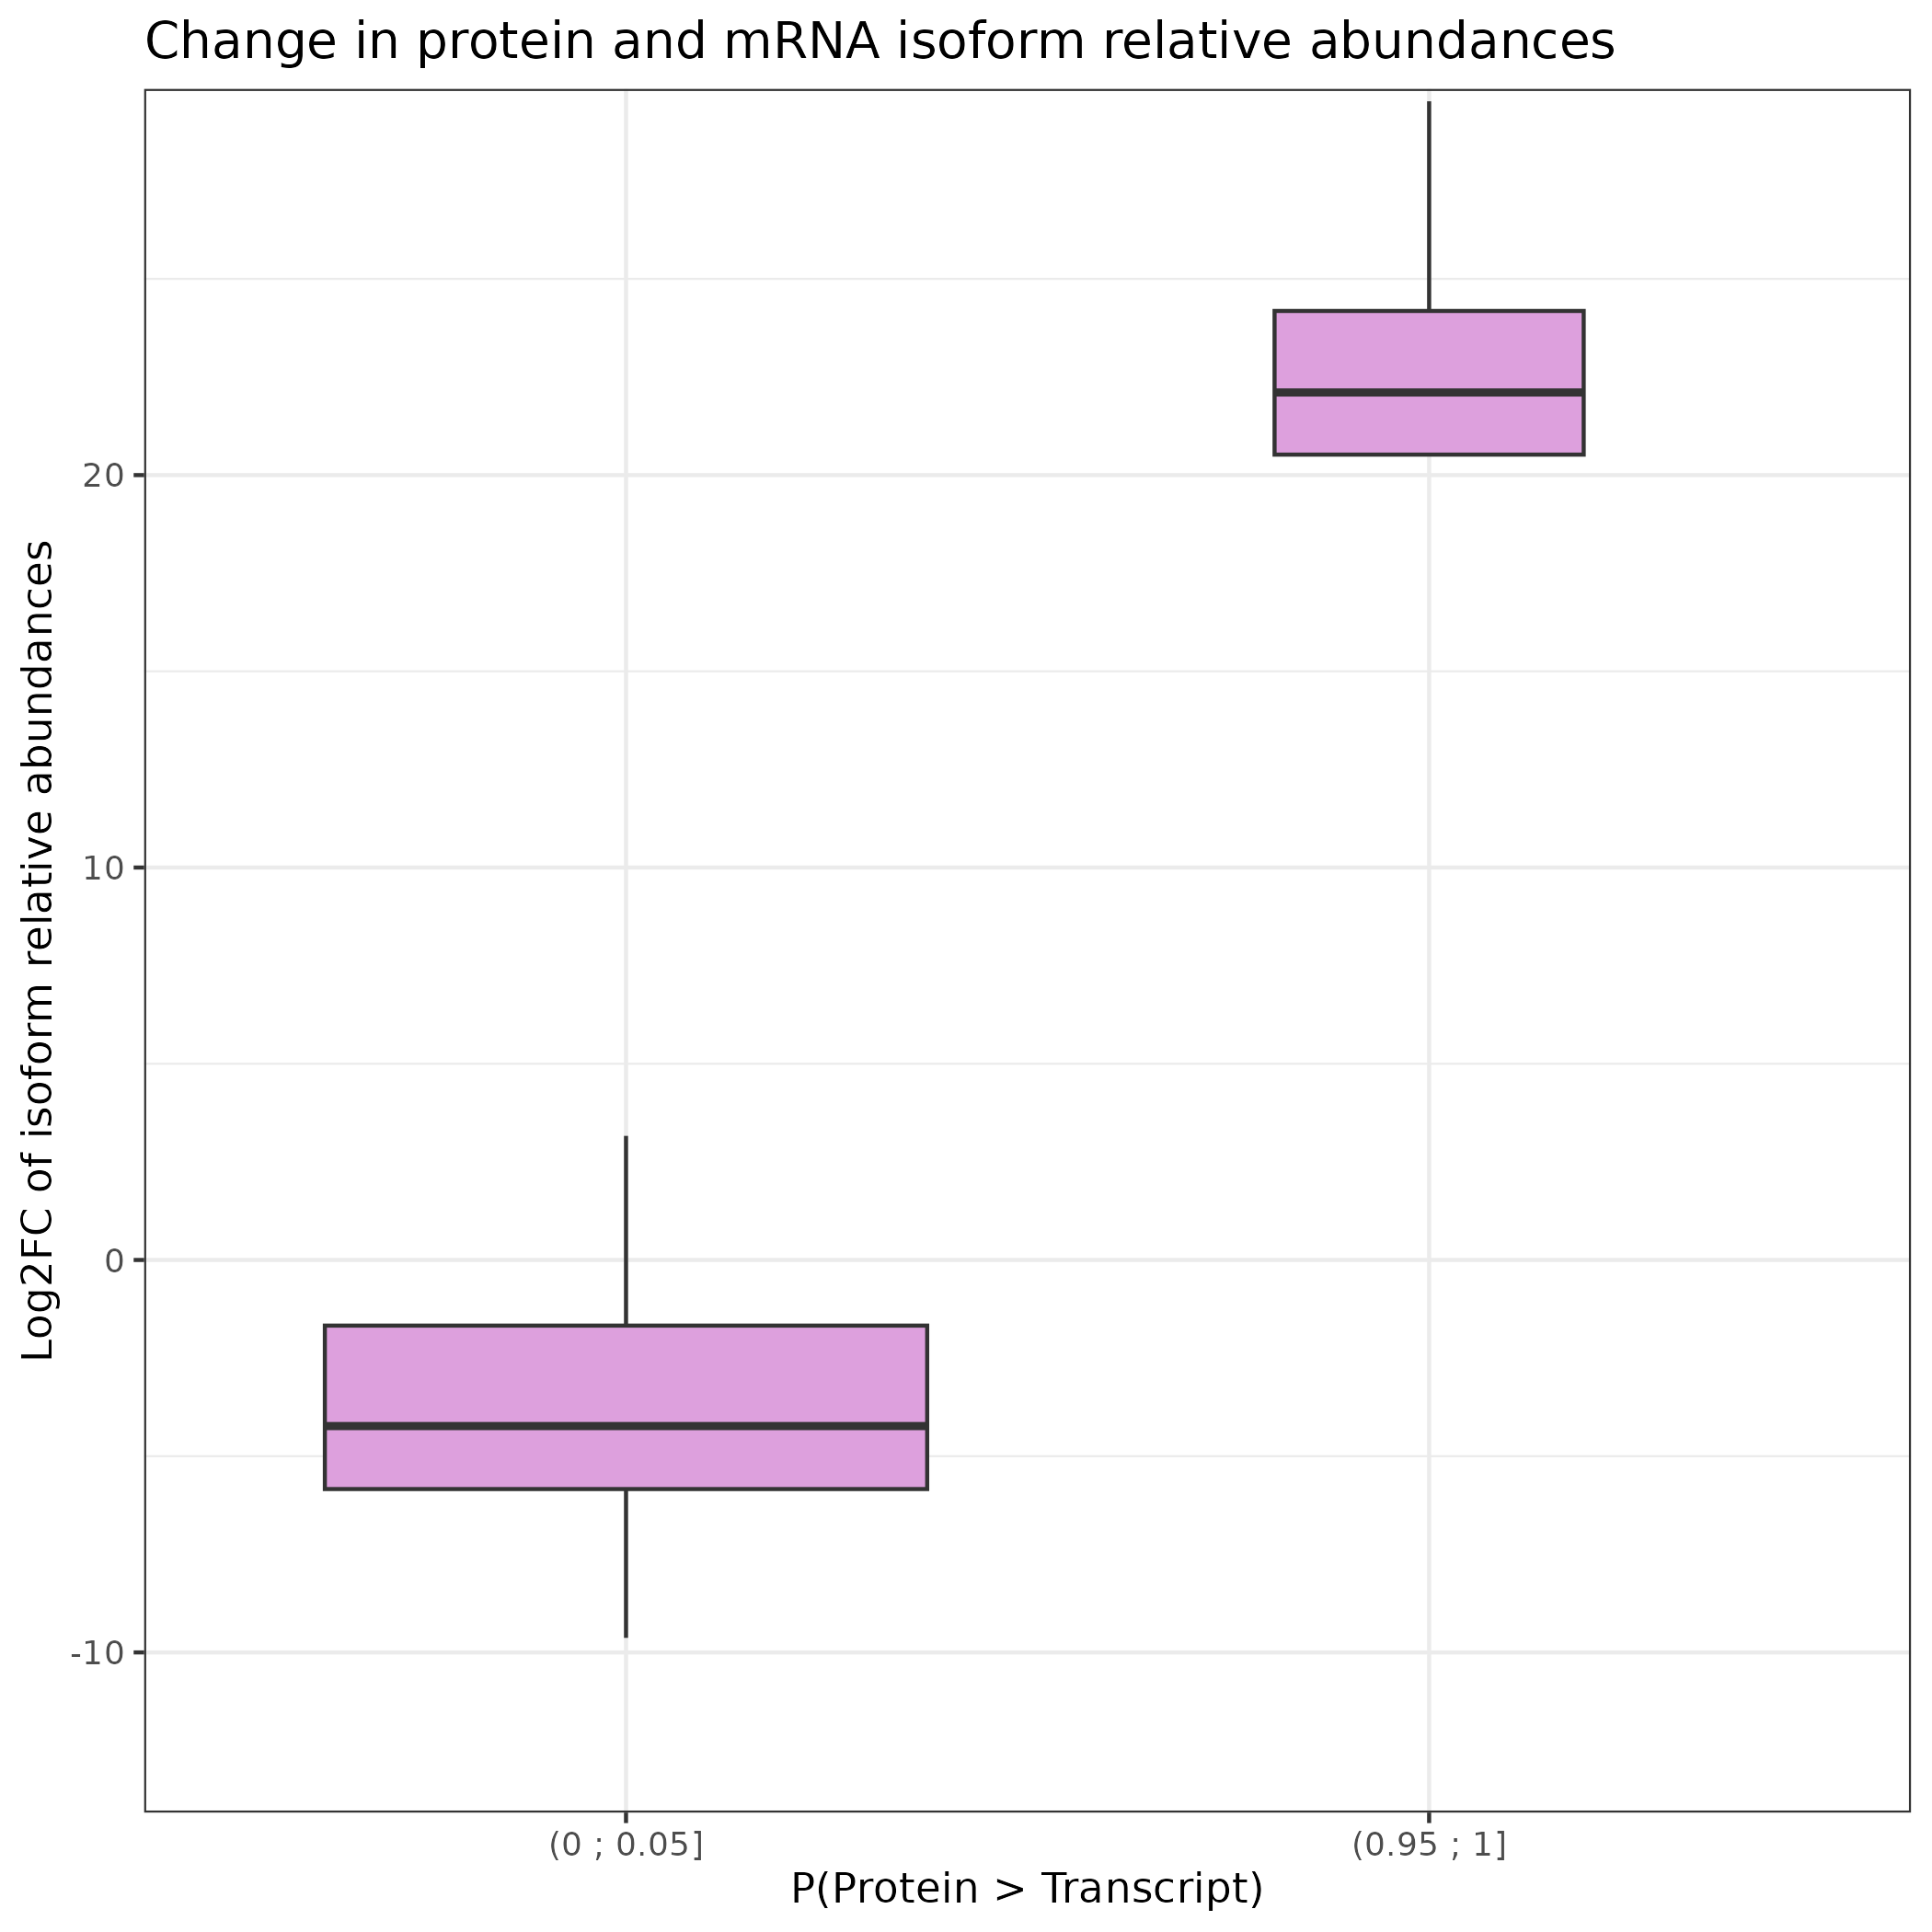 Change in protein and mRNA isoform relative abundances
Log2FC of isoform relative abundances
20
10
0
-10
(0 ; 0.05]
(0.95 ; 1]
P(Protein > Transcript)